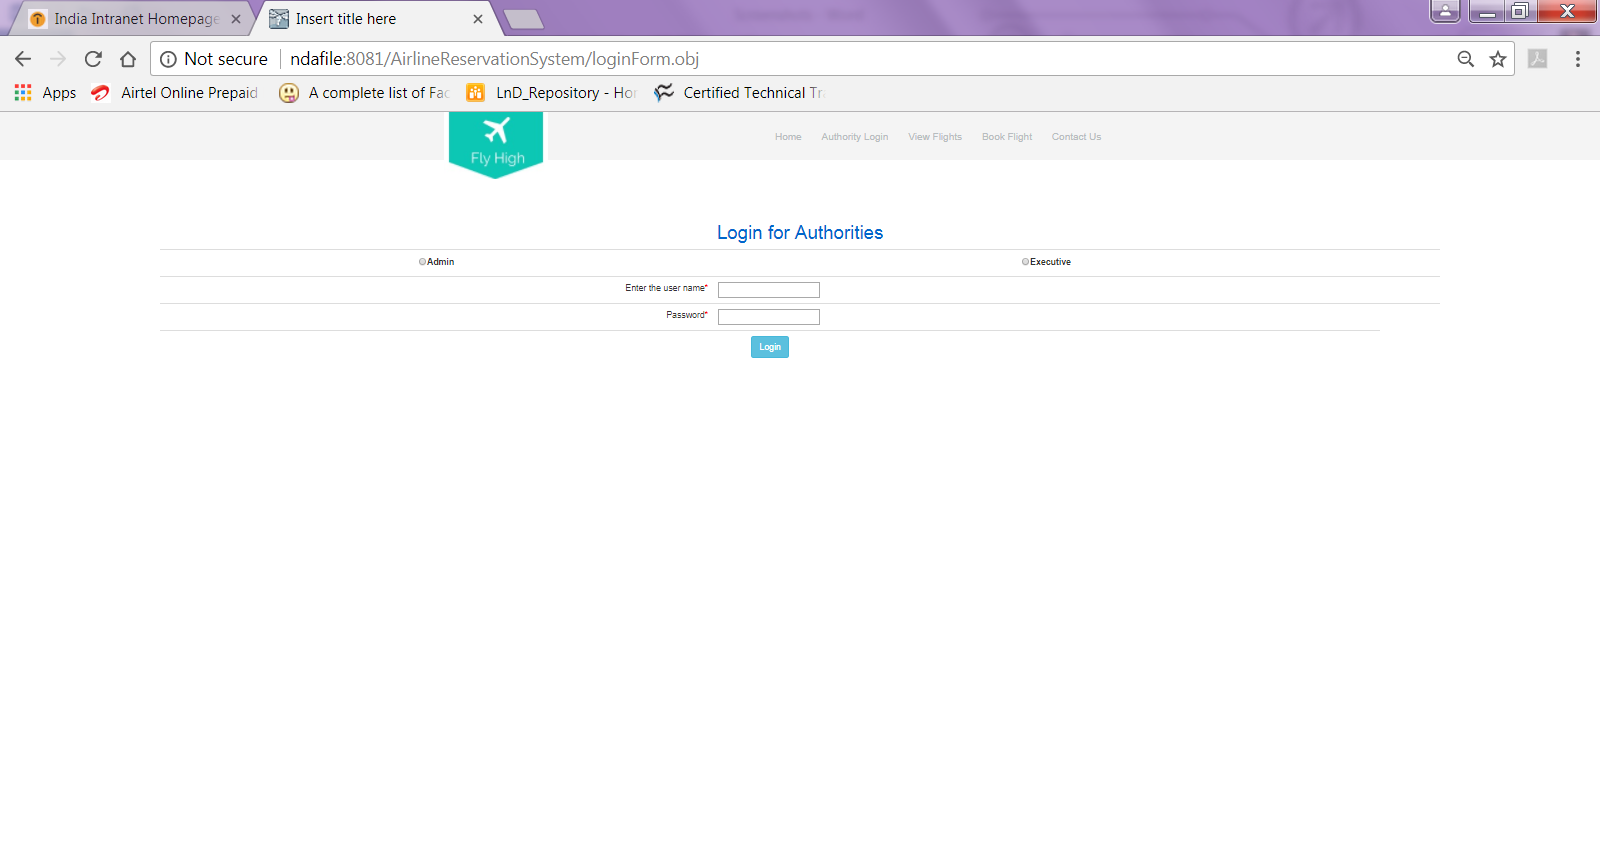 India Intranet Homepage
Insert title here
Not secure ndafile:8081/AirlineReservationSystem/loginForm.obj
Apps Airtel Online Prepaid A complete list of Fac LnD_Repository - Hor Certified Technical Tr
Fly High
Home Authority Login View Flights Book Flight Contact Us
Login for Authorities
Admin Executive
Enter the user name*
Password*
Login